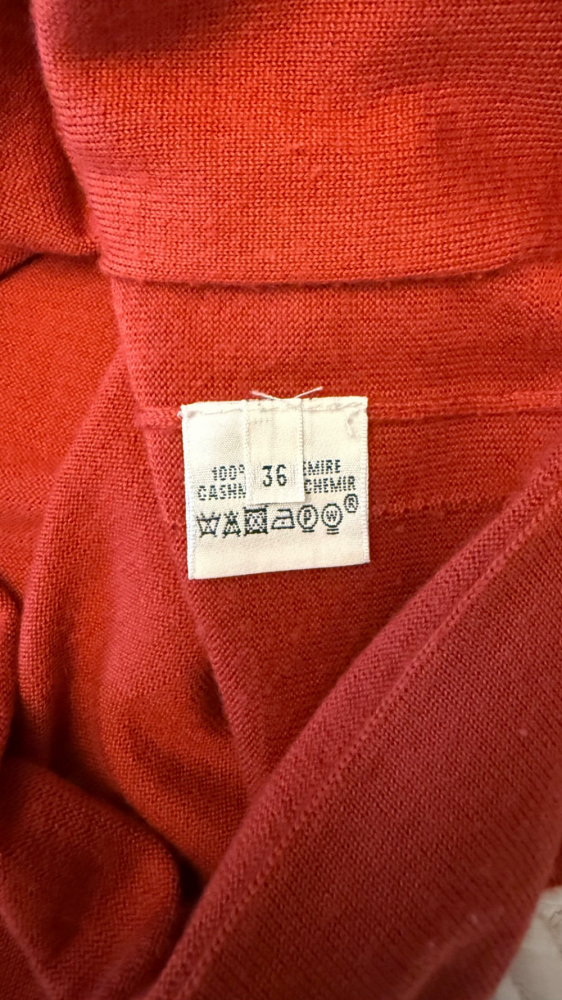 100% 36 EMIRE
CASHM CHEMIR
P W ®